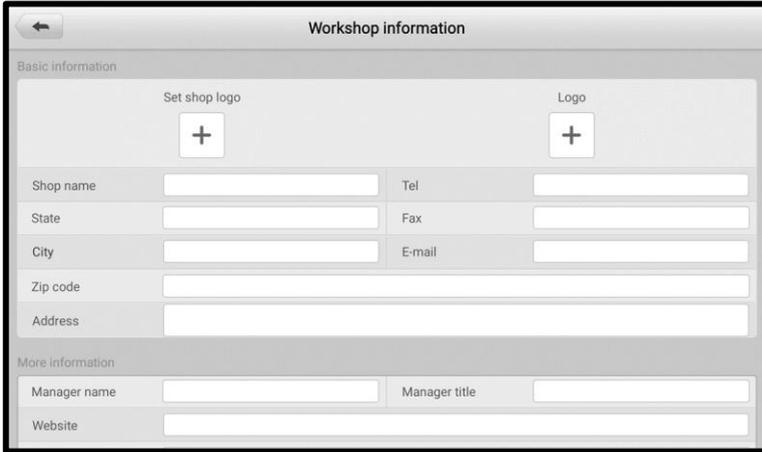 Workshop information
Basic information
Set shop logo Logo
Shop name Tel
State Fax
City E-mail
Zip code
Address
More information
Manager name Manager title
Website